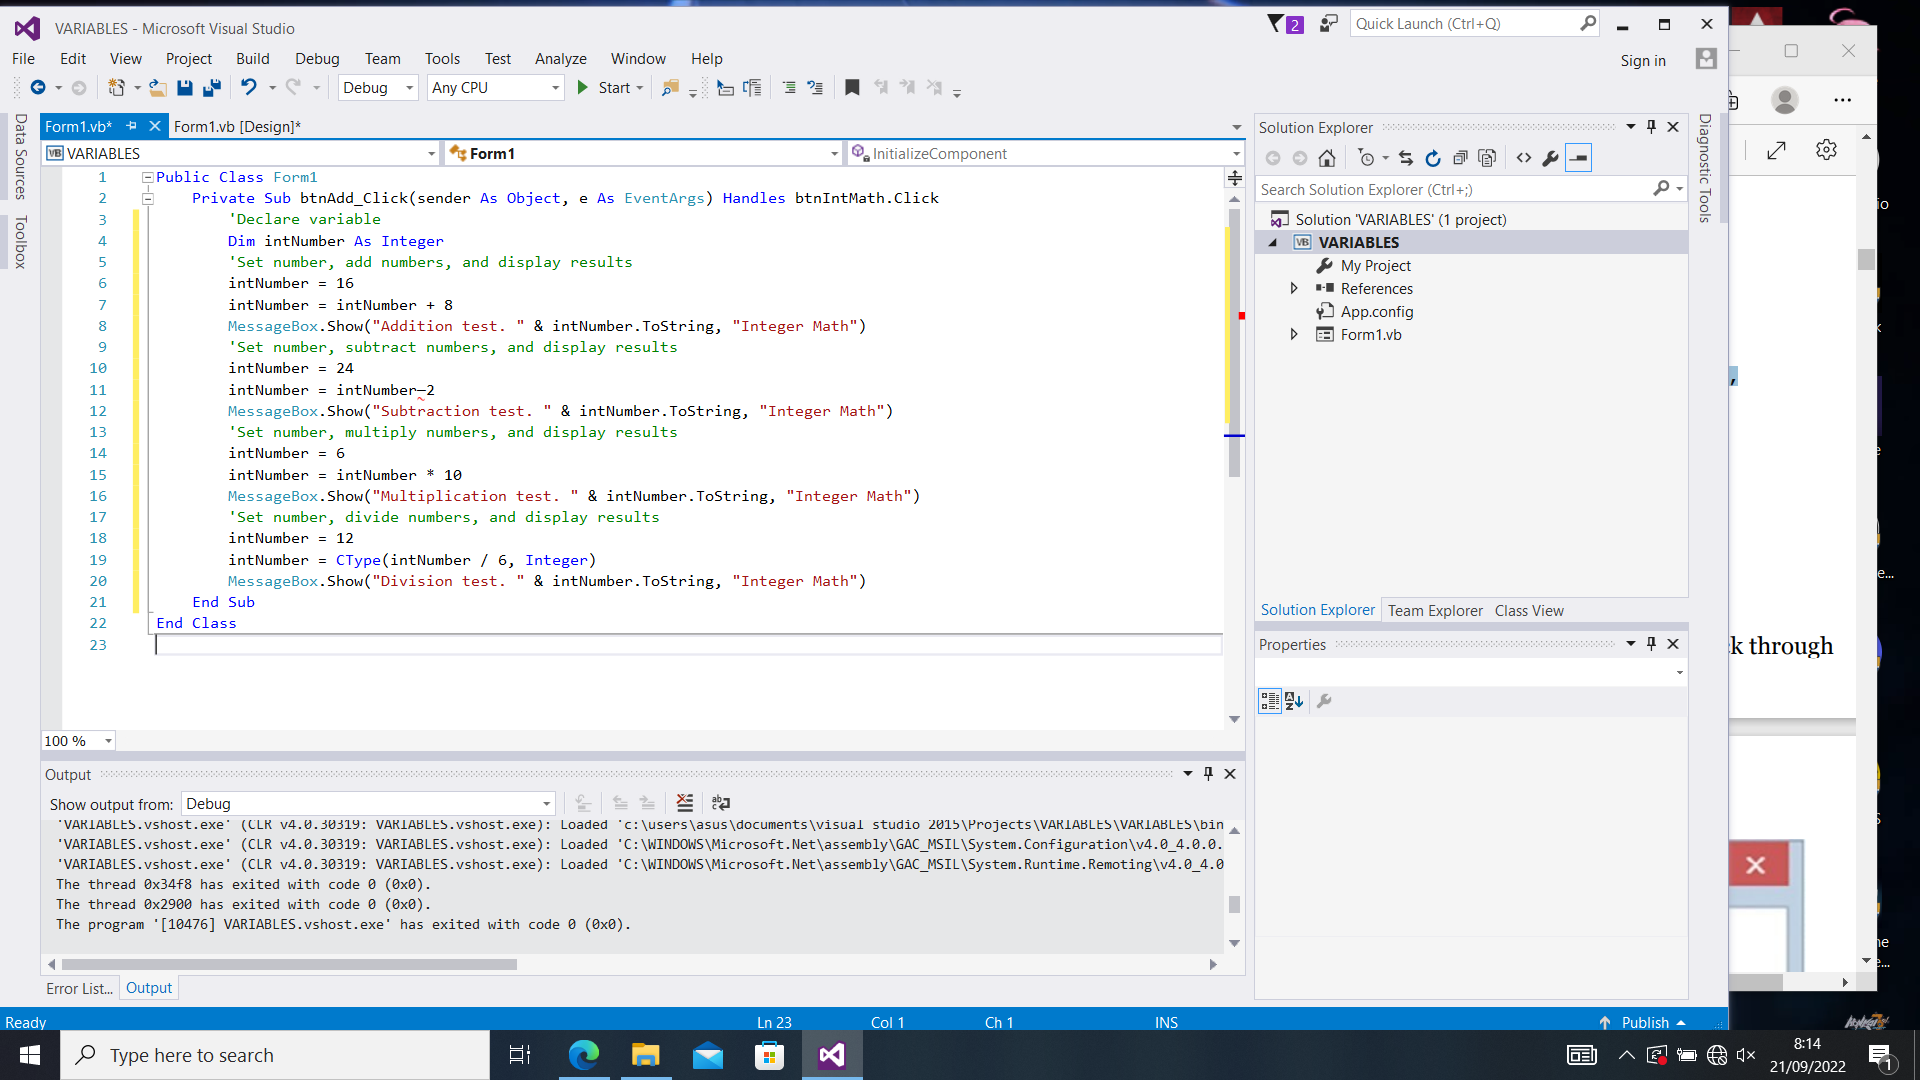 VARIABLES - Microsoft Visual Studio
2
Quick Launch (Ctrl+Q)
File Edit View Project Build Debug Team Tools Test Analyze Window Help
Sign in
Debug Any CPU Start
Data Sources
Toolbox
Form1.vb* Form1.vb [Design]*
VARIABLES Form1 InitializeComponent
1 Public Class Form1
2 Private Sub btnAdd_Click(sender As Object, e As EventArgs) Handles btnIntMath.Click
3 'Declare variable
4 Dim intNumber As Integer
5 'Set number, add numbers, and display results
6 intNumber = 16
7 intNumber = intNumber + 8
8 MessageBox.Show("Addition test. " & intNumber.ToString, "Integer Math")
9 'Set number, subtract numbers, and display results
10 intNumber = 24
11 intNumber = intNumber–2
12 MessageBox.Show("Subtraction test. " & intNumber.ToString, "Integer Math")
13 'Set number, multiply numbers, and display results
14 intNumber = 6
15 intNumber = intNumber * 10
16 MessageBox.Show("Multiplication test. " & intNumber.ToString, "Integer Math")
17 'Set number, divide numbers, and display results
18 intNumber = 12
19 intNumber = CType(intNumber / 6, Integer)
20 MessageBox.Show("Division test. " & intNumber.ToString, "Integer Math")
21 End Sub
22 End Class
23
100 %
Output
Show output from: Debug
'VARIABLES.vshost.exe' (CLR v4.0.30319: VARIABLES.vshost.exe): Loaded 'c:\users\asus\documents\visual studio 2015\Projects\VARIABLES\VARIABLES\bin
'VARIABLES.vshost.exe' (CLR v4.0.30319: VARIABLES.vshost.exe): Loaded 'C:\WINDOWS\Microsoft.Net\assembly\GAC_MSIL\System.Configuration\v4.0_4.0.0.
'VARIABLES.vshost.exe' (CLR v4.0.30319: VARIABLES.vshost.exe): Loaded 'C:\WINDOWS\Microsoft.Net\assembly\GAC_MSIL\System.Runtime.Remoting\v4.0_4.0
The thread 0x34f8 has exited with code 0 (0x0).
The thread 0x2900 has exited with code 0 (0x0).
The program '[10476] VARIABLES.vshost.exe' has exited with code 0 (0x0).
Error List... Output
Solution Explorer
Search Solution Explorer (Ctrl+;)
Solution 'VARIABLES' (1 project)
VB VARIABLES
My Project
References
App.config
Form1.vb
Solution Explorer Team Explorer Class View
Properties
Diagnostic Tools
k through
Ready Ln 23 Col 1 Ch 1 INS Publish
Type here to search
8:14
21/09/2022
1